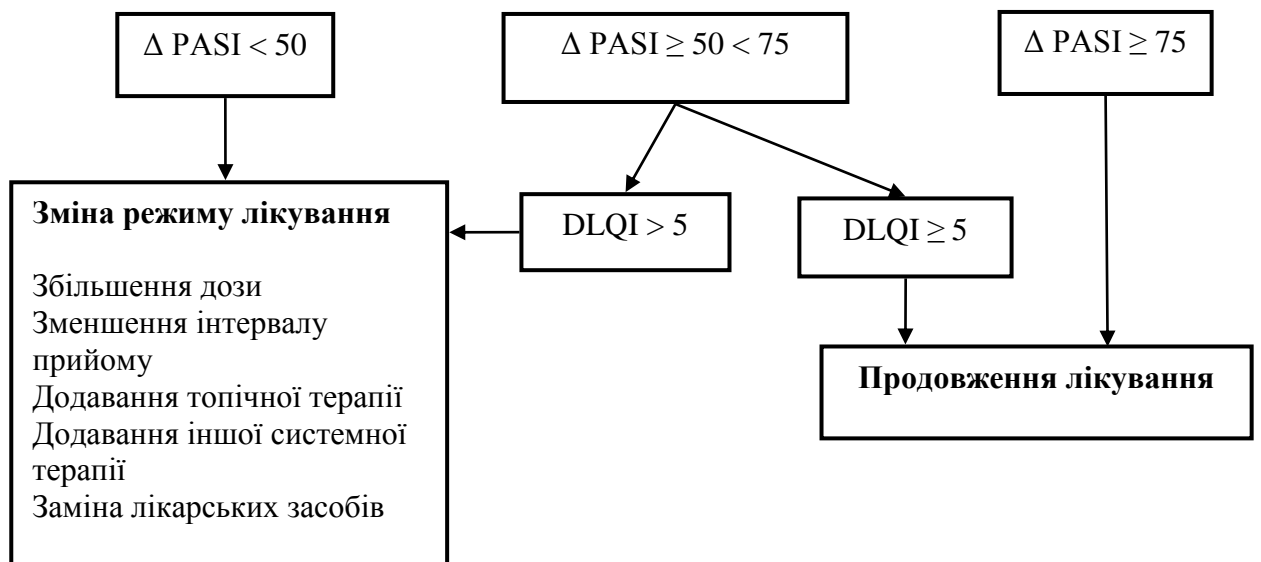 Δ PASI < 50
Δ PASI ≥ 50 < 75
Δ PASI ≥ 75
Зміна режиму лікування
Збільшення дози
Зменшення інтервалу
прийому
Додавання топічної терапії
Додавання іншої системної
терапії
Заміна лікарських засобів
DLQI > 5
DLQI ≥ 5
Продовження лікування